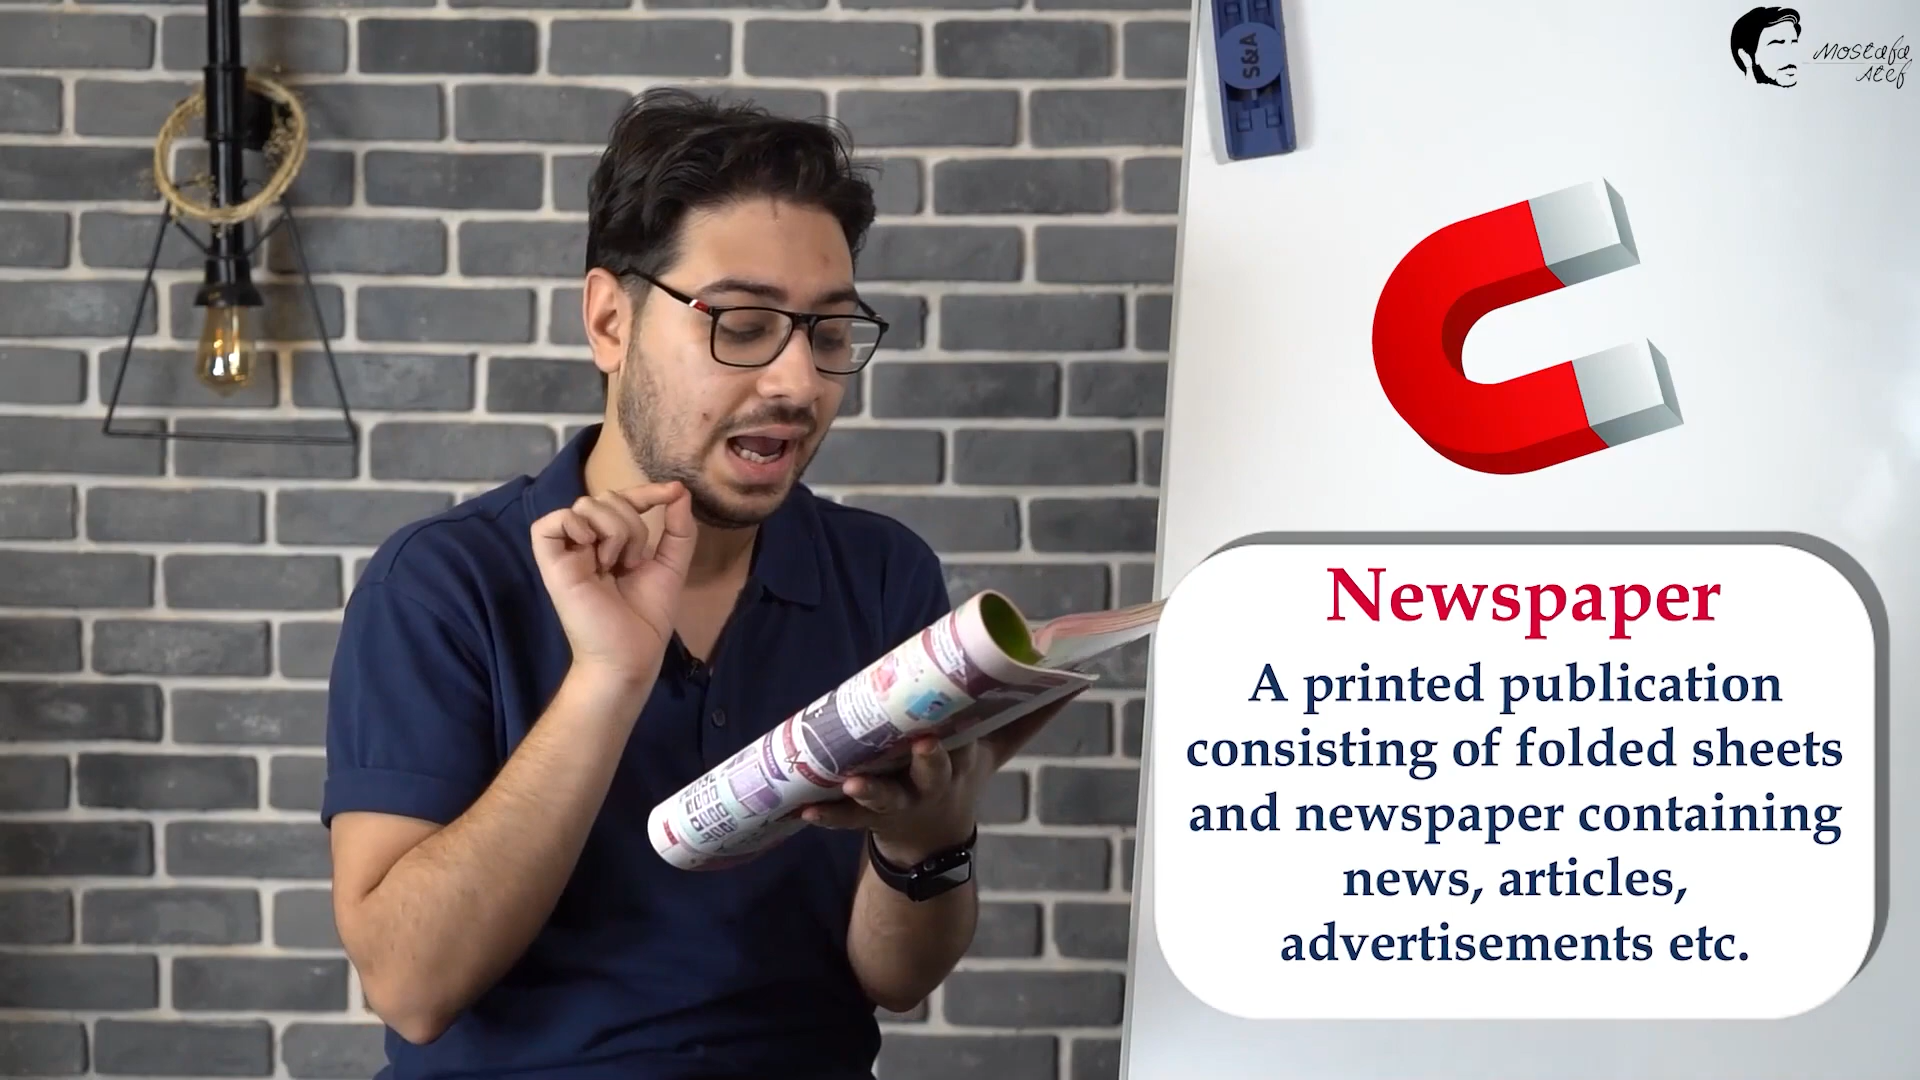 S&A
Mostafa
Atef
Newspaper
A printed publication
consisting of folded sheets
and newspaper containing
news, articles,
advertisements etc.